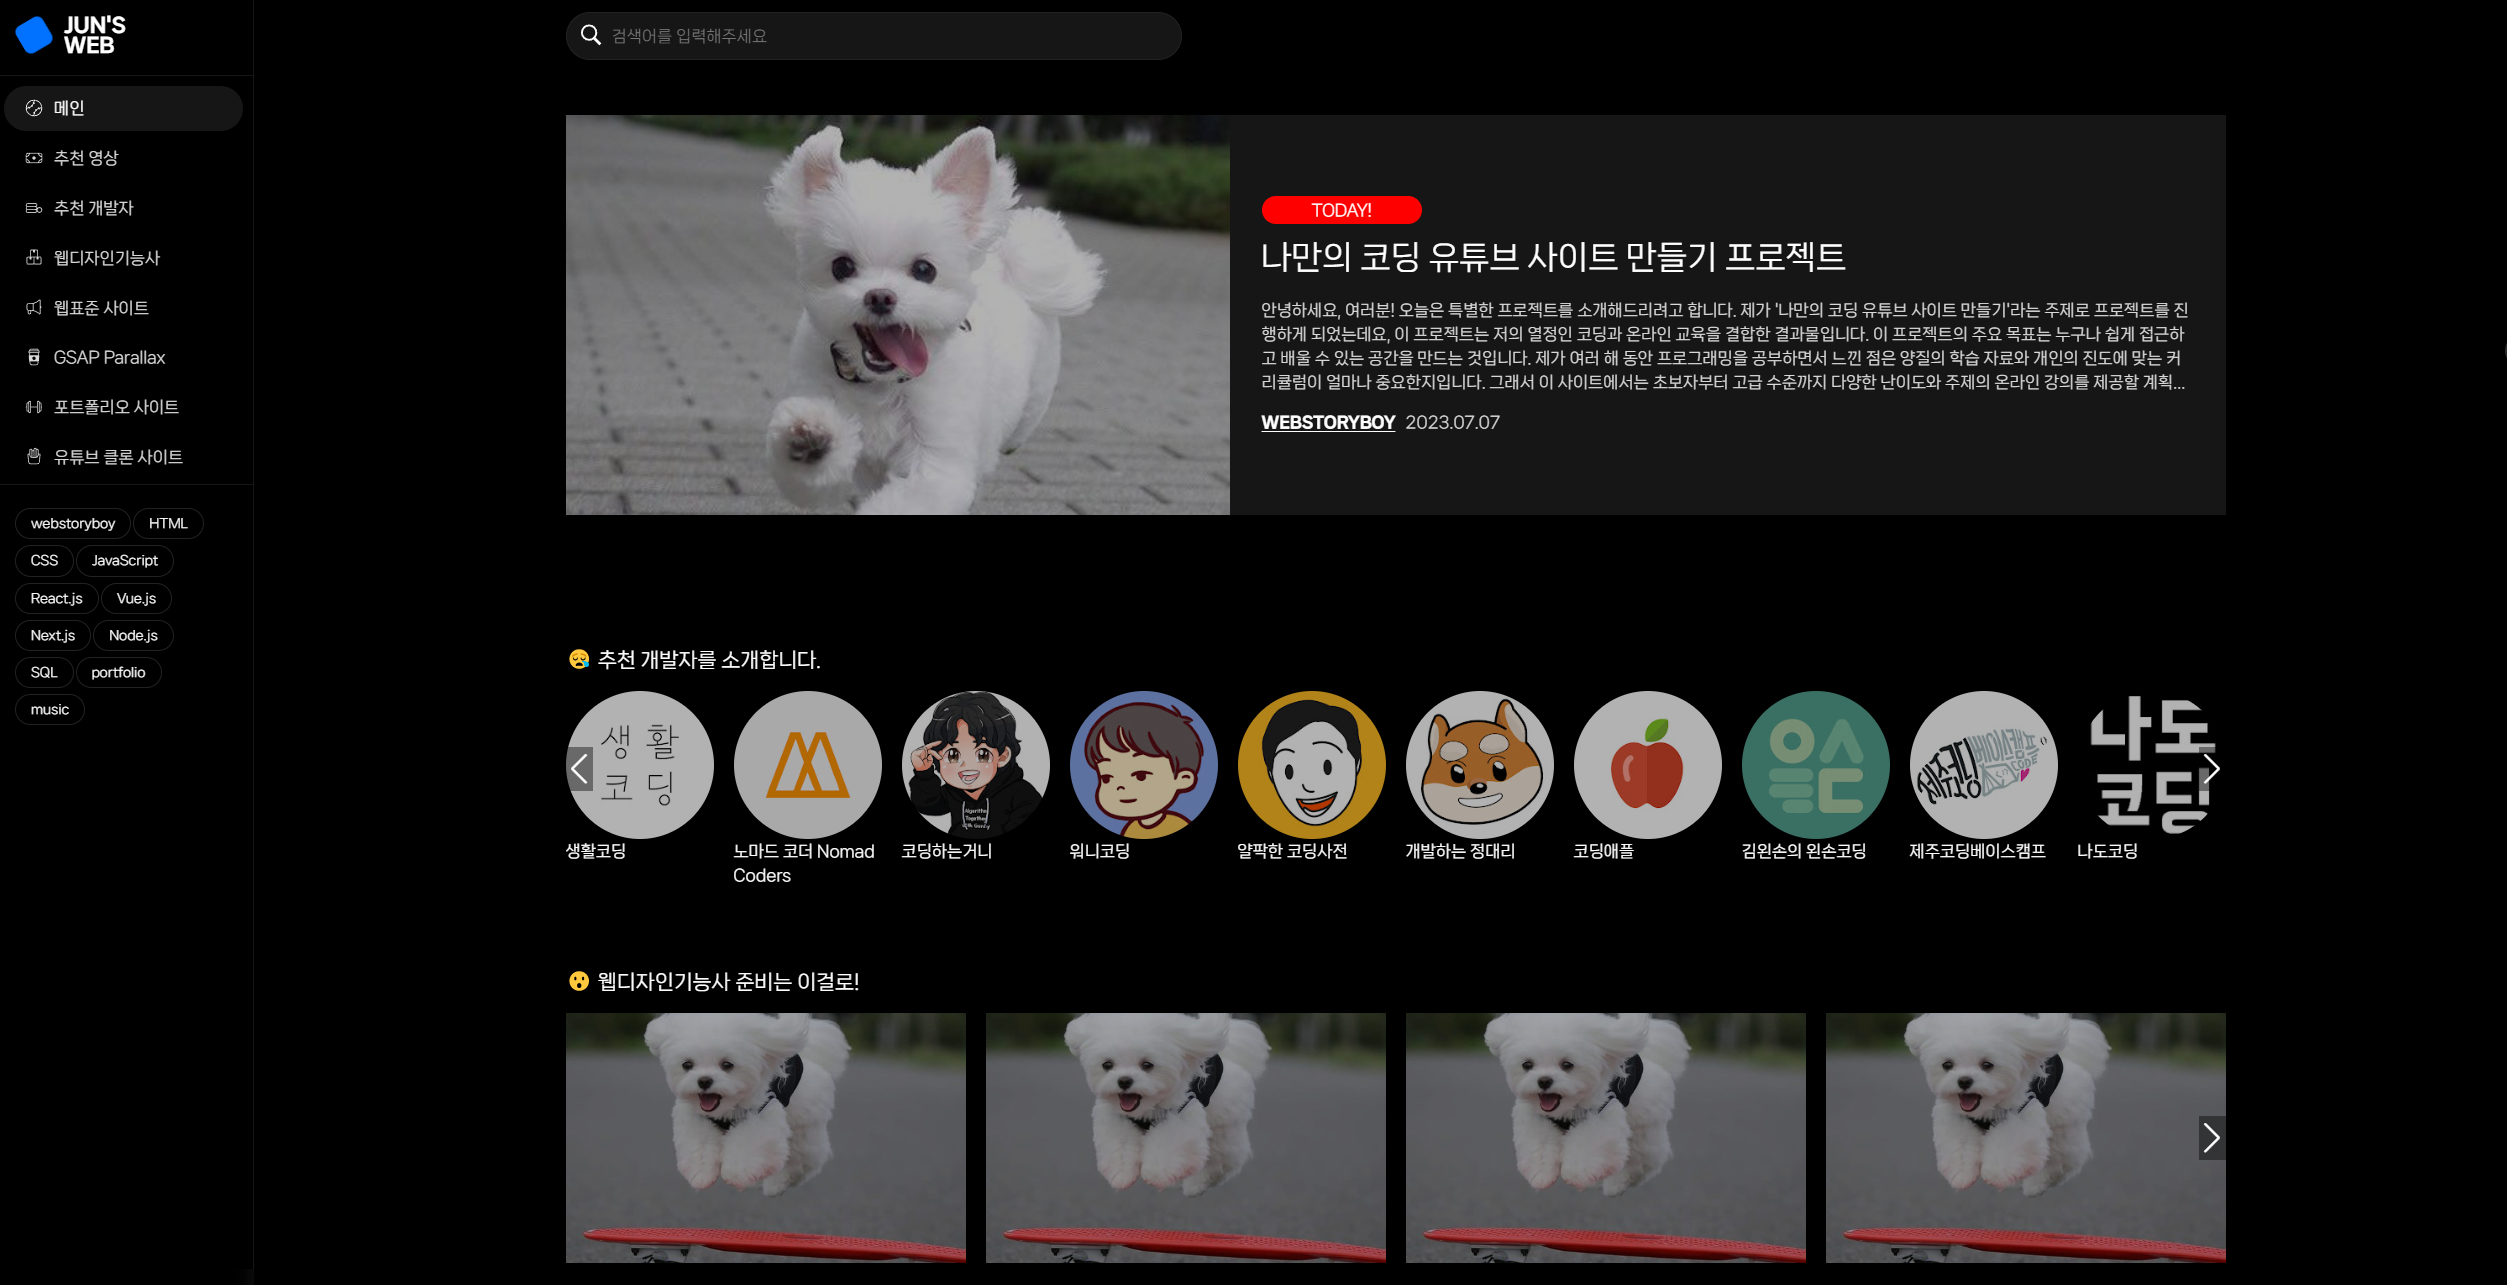 JUN'S
WEB
검색어를 입력해주세요
메인
추천 영상
추천 개발자
웹디자인기능사
웹표준 사이트
GSAP Parallax
포트폴리오 사이트
유튜브 클론 사이트
webstoryboy HTML
CSS JavaScript
React.js Vue.js
Next.js Node.js
SQL portfolio
music
TODAY!
나만의 코딩 유튜브 사이트 만들기 프로젝트
안녕하세요, 여러분! 오늘은 특별한 프로젝트를 소개해드리려고 합니다. 제가 '나만의 코딩 유튜브 사이트 만들기'라는 주제로 프로젝트를 진
행하게 되었는데요, 이 프로젝트는 저의 열정인 코딩과 온라인 교육을 결합한 결과물입니다. 이 프로젝트의 주요 목표는 누구나 쉽게 접근하
고 배울 수 있는 공간을 만드는 것입니다. 제가 여러 해 동안 프로그래밍을 공부하면서 느낀 점은 양질의 학습 자료와 개인의 진도에 맞는 커
리큘럼이 얼마나 중요한지입니다. 그래서 이 사이트에서는 초보자부터 고급 수준까지 다양한 난이도와 주제의 온라인 강의를 제공할 계획...
WEBSTORYBOY 2023.07.07
추천 개발자를 소개합니다.
생활
코딩
제주코딩베이스캠프
나도
코딩
생활코딩
노마드 코더 Nomad
Coders
코딩하는거니
워니코딩
얄팍한 코딩사전
개발하는 정대리
코딩애플
김왼손의 왼손코딩
제주코딩베이스캠프
나도코딩
웹디자인기능사 준비는 이걸로!